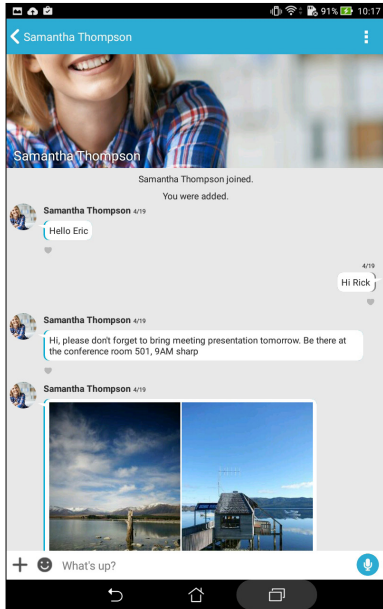 91% 10:17
Samantha Thompson
Samantha Thompson
Samantha Thompson joined.
You were added.
Samantha Thompson 4/19
Hello Eric
4/19
Hi Rick
Samantha Thompson 4/19
Hi, please don't forget to bring meeting presentation tomorrow. Be there at
the conference room 501, 9AM sharp
Samantha Thompson 4/19
What's up?